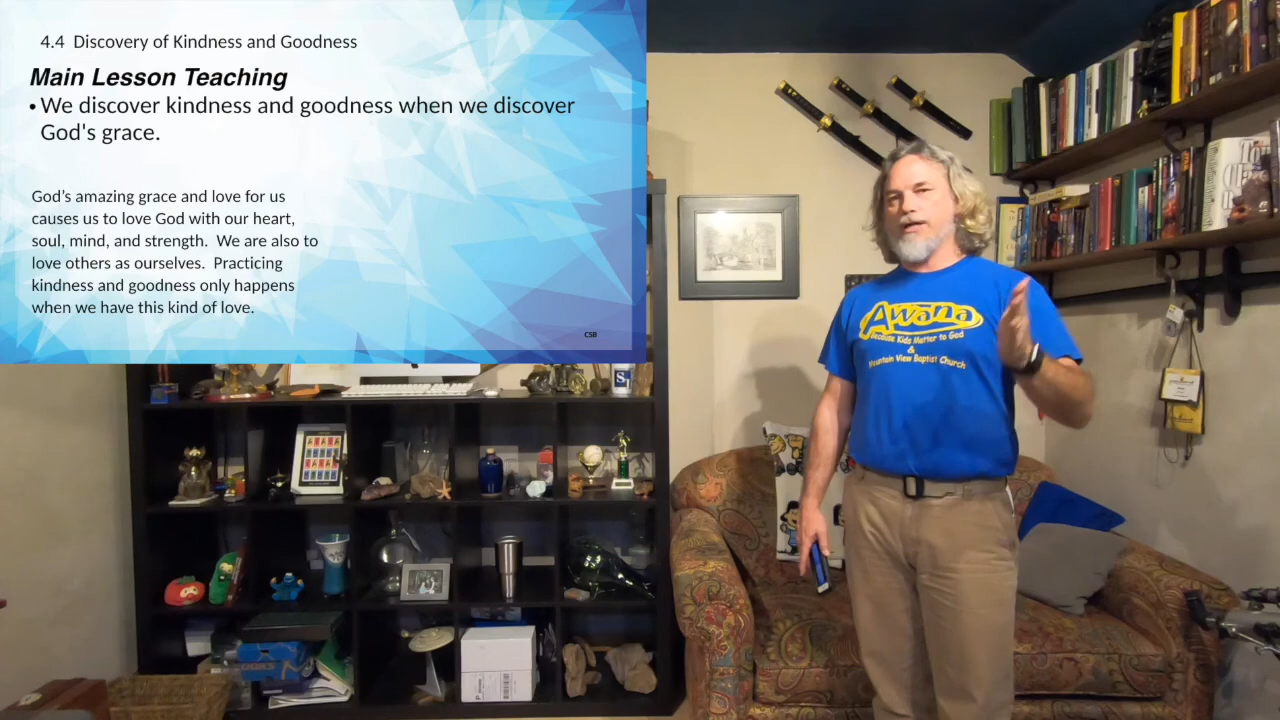 4.4  Discovery of Kindness and Goodness
Main Lesson Teaching
• We discover kindness and goodness when we discover
God's grace.
God's amazing grace and love for us
causes us to love God with our heart,
soul, mind, and strength.  We are also to
love others as ourselves.  Practicing
kindness and goodness only happens
when we have this kind of love.
CSB
Awana
Because Kids Matter to God
&
Mountain View Baptist Church